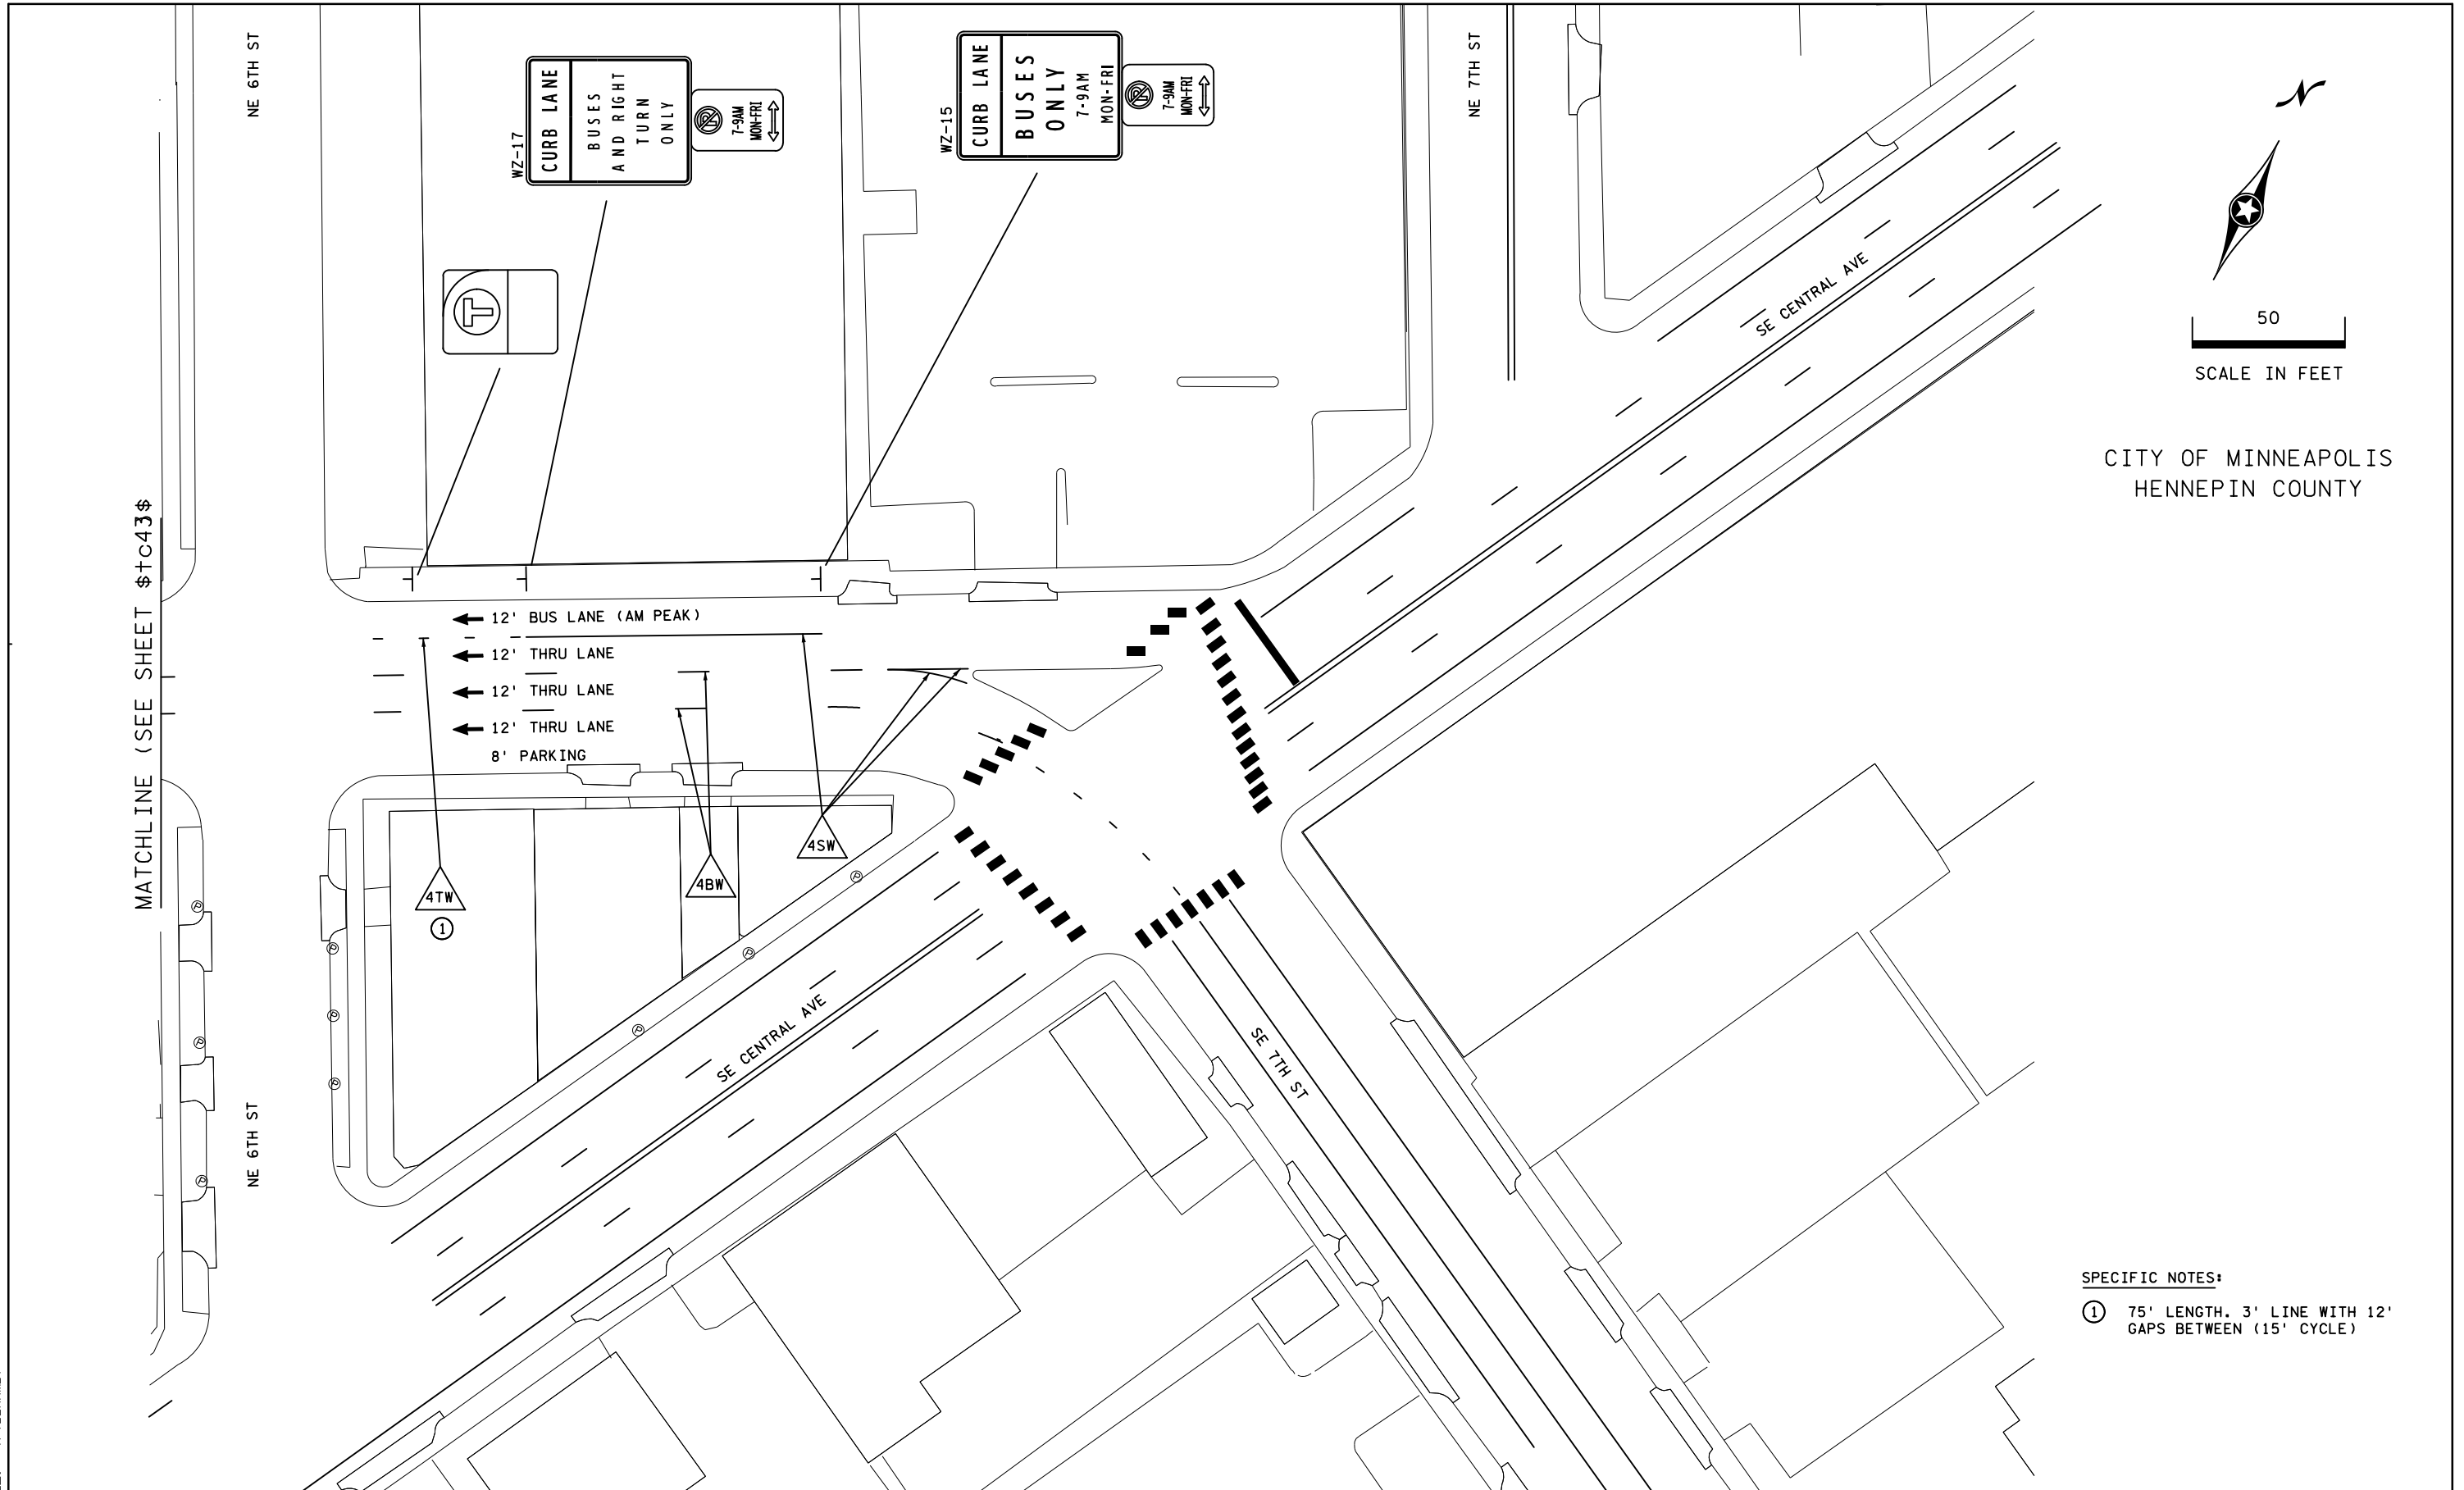 NE 6TH ST
WZ-17
CURB LANE
BUSES
AND RIGHT
TURN
ONLY
7-9AM
MON-FRI
WZ-15
CURB LANE
BUSES
ONLY
7-9AM
MON-FRI
7-9AM
MON-FRI
NE 7TH ST
N
SE CENTRAL AVE
50
SCALE IN FEET
CITY OF MINNEAPOLIS
HENNEPIN COUNTY
T
MATCHLINE (SEE SHEET $tc43$
12' BUS LANE (AM PEAK)
12' THRU LANE
12' THRU LANE
12' THRU LANE
8' PARKING
4TW
1
4BW
4SW
P
P
P
P
P
P
P
P
P
P
SE CENTRAL AVE
SE 7TH ST
NE 6TH ST
SPECIFIC NOTES:
1 75' LENGTH. 3' LINE WITH 12'
GAPS BETWEEN (15' CYCLE)